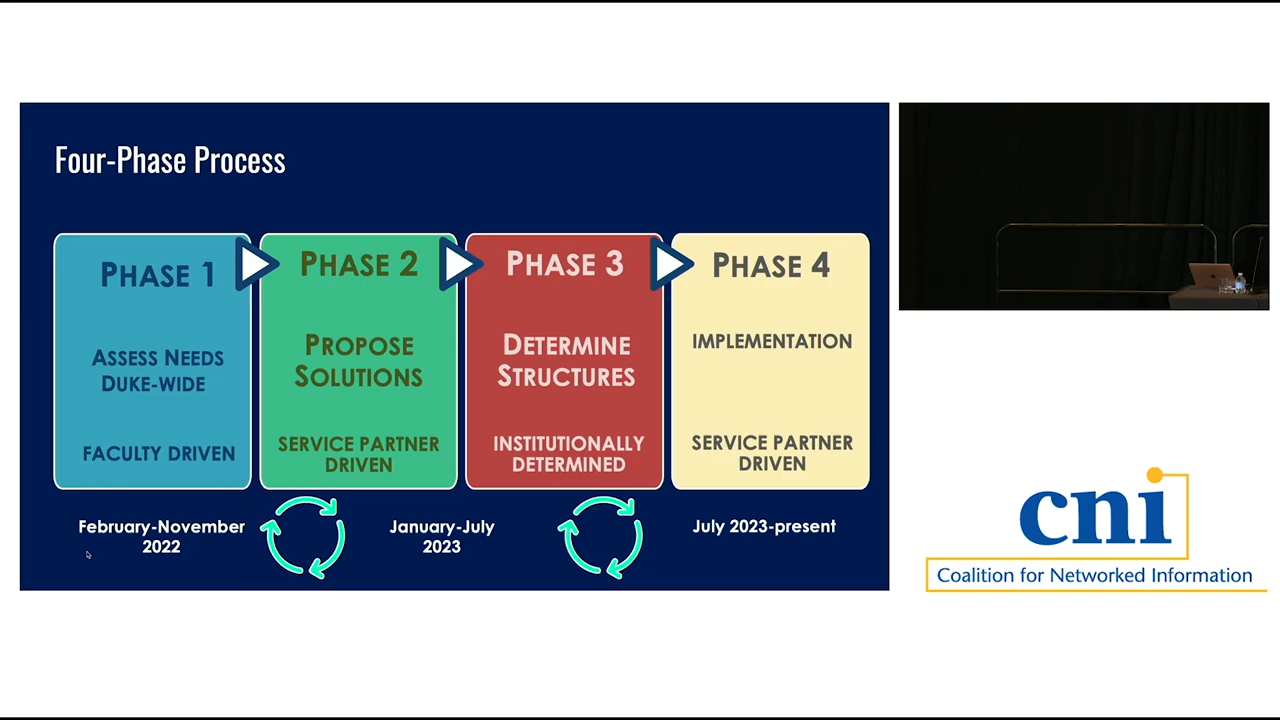 Four-Phase Process
PHASE 1
ASSESS NEEDS
DUKE-WIDE
FACULTY DRIVEN
PHASE 2
PROPOSE
SOLUTIONS
SERVICE PARTNER
DRIVEN
PHASE 3
DETERMINE
STRUCTURES
INSTITUTIONALLY
DETERMINED
PHASE 4
IMPLEMENTATION
SERVICE PARTNER
DRIVEN
February-November
2022
January-July
2023
July 2023-present
cni
Coalition for Networked Information